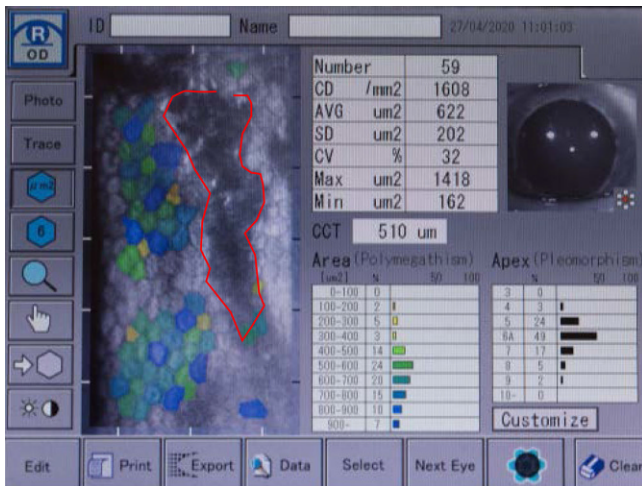 R
OD
ID
Name
27/04/2020 11:01:03
Photo
Trace
μm2
6
Number 59
CD /mm2 1608
AVG um2 622
SD um2 202
CV % 32
Max um2 1418
Min um2 162
CCT 510 um
Area (Polymegathism)
[um2] % 50 100
0-100 0
100-200 2
200-300 5
300-400 3
400-500 14
500-600 24
600-700 20
700-800 15
800-900 10
900- 7
Apex (Pleomorphism)
% 50 100
3 0
4 3
5 24
6A 49
7 17
8 5
9 2
10- 0
Customize
Edit
Print
Export
Data
Select
Next Eye
Clear